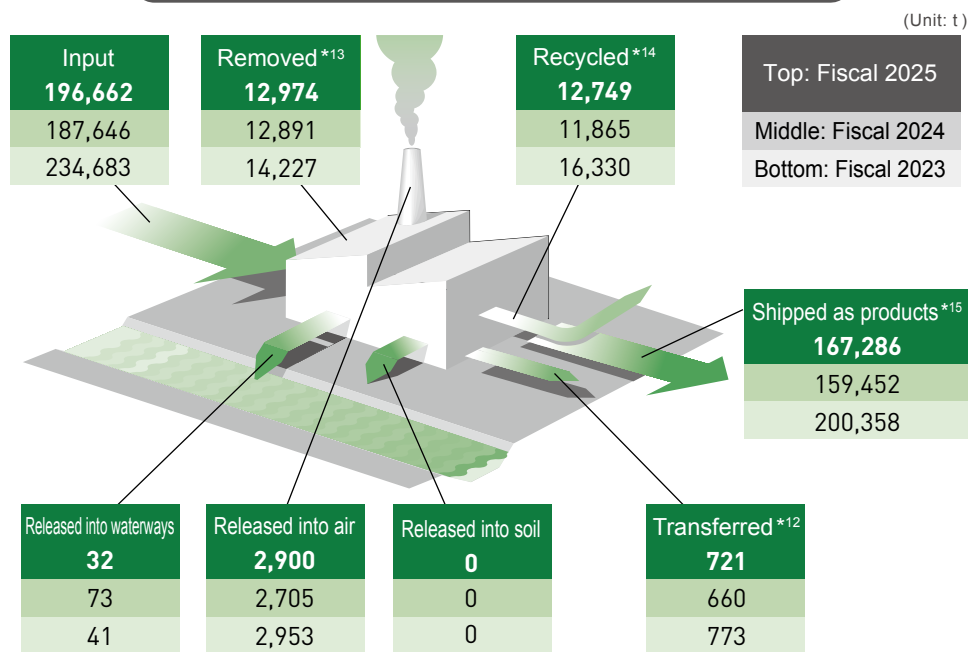 (Unit: t)
Input
196,662
187,646
234,683
Removed *13
12,974
12,891
14,227
Recycled *14
12,749
11,865
16,330
Top: Fiscal 2025
Middle: Fiscal 2024
Bottom: Fiscal 2023
Shipped as products *15
167,286
159,452
200,358
Released into waterways
32
73
41
Released into air
2,900
2,705
2,953
Released into soil
0
0
0
Transferred *12
721
660
773